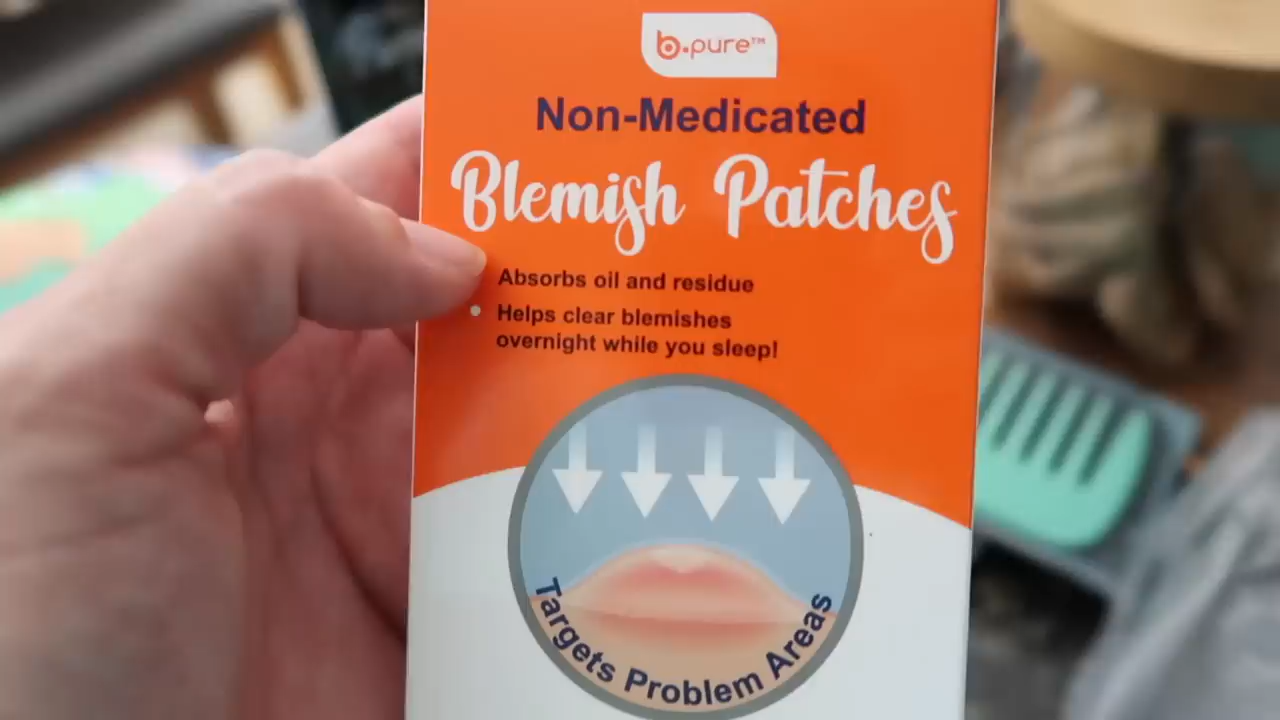 b.pure™
Non-Medicated
Blemish Patches
Absorbs oil and residue
• Helps clear blemishes
overnight while you sleep!
Targets Problem Areas